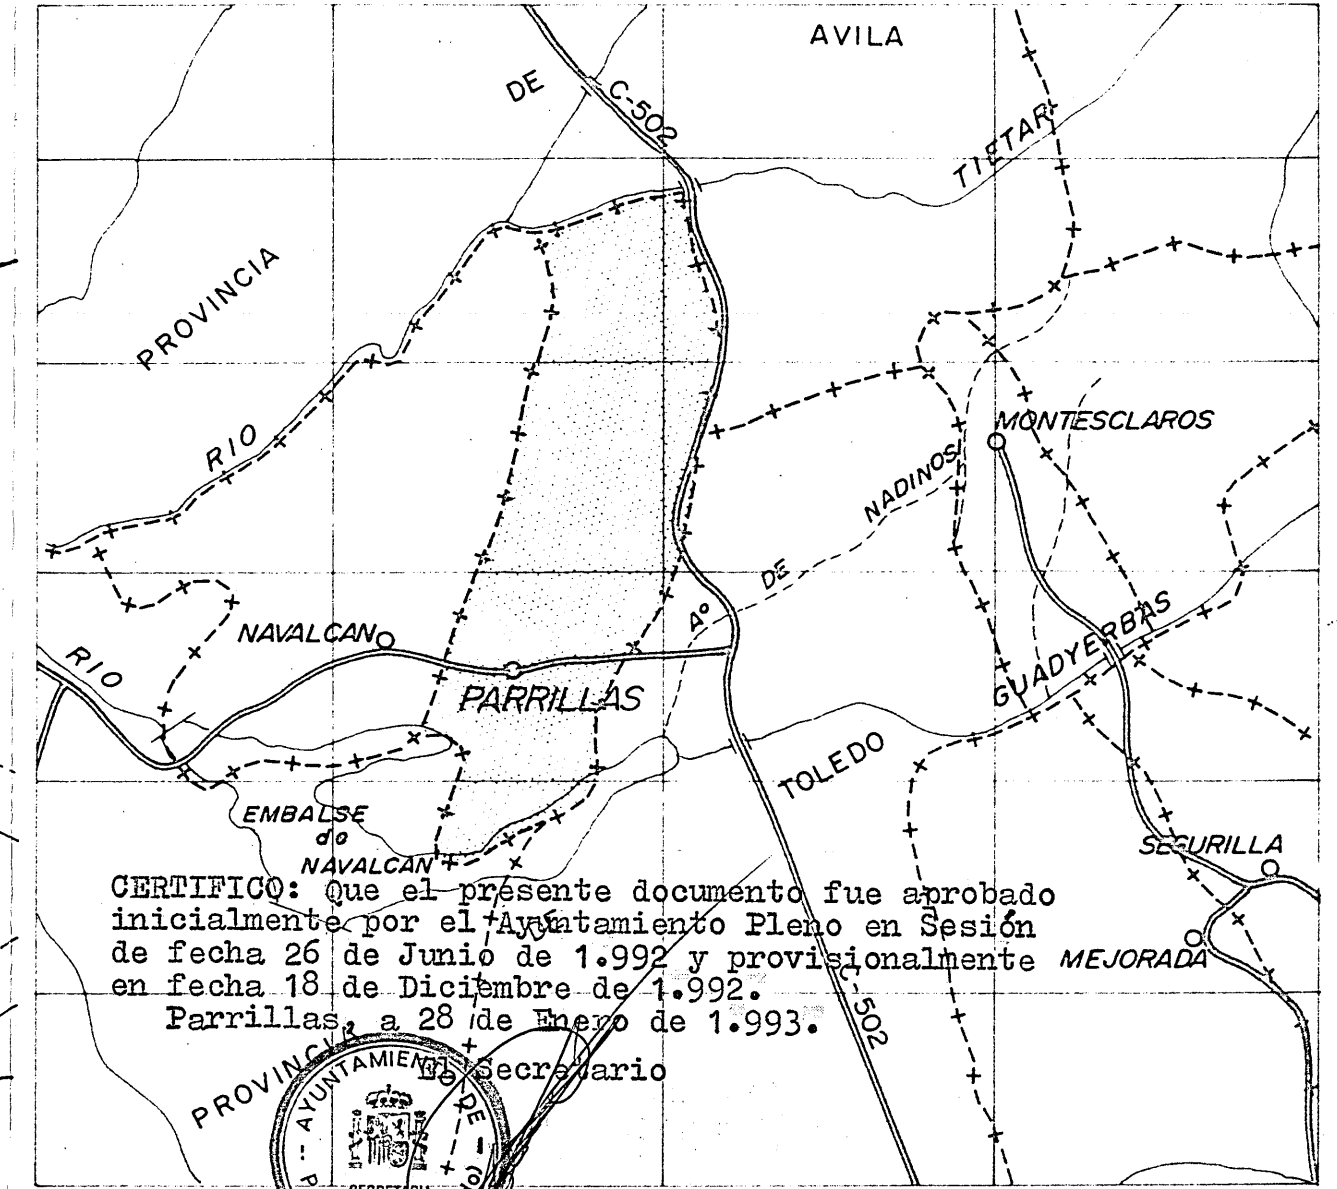 AVILA
DE
C-502
TIETAR
PROVINCIA
RIO
MONTESCLAROS
NADINOS
DE
Aº
NAVALCAN
RIO
PARRILLAS
GUADYERBAS
TOLEDO
EMBALSE
de
NAVALCAN
SEGURILLA
MEJORADA
CERTIFICO: Que el presente documento fue aprobado
inicialmente por el Ayuntamiento Pleno en Sesión
de fecha 26 de Junio de 1.992 y provisionalmente
en fecha 18 de Diciembre de 1.992.
Parrillas, a 28 de Enero de 1.993.
El Secretario
C-502
PROVINCIA
AYUNTAMIENTO DE
SECRETARIA